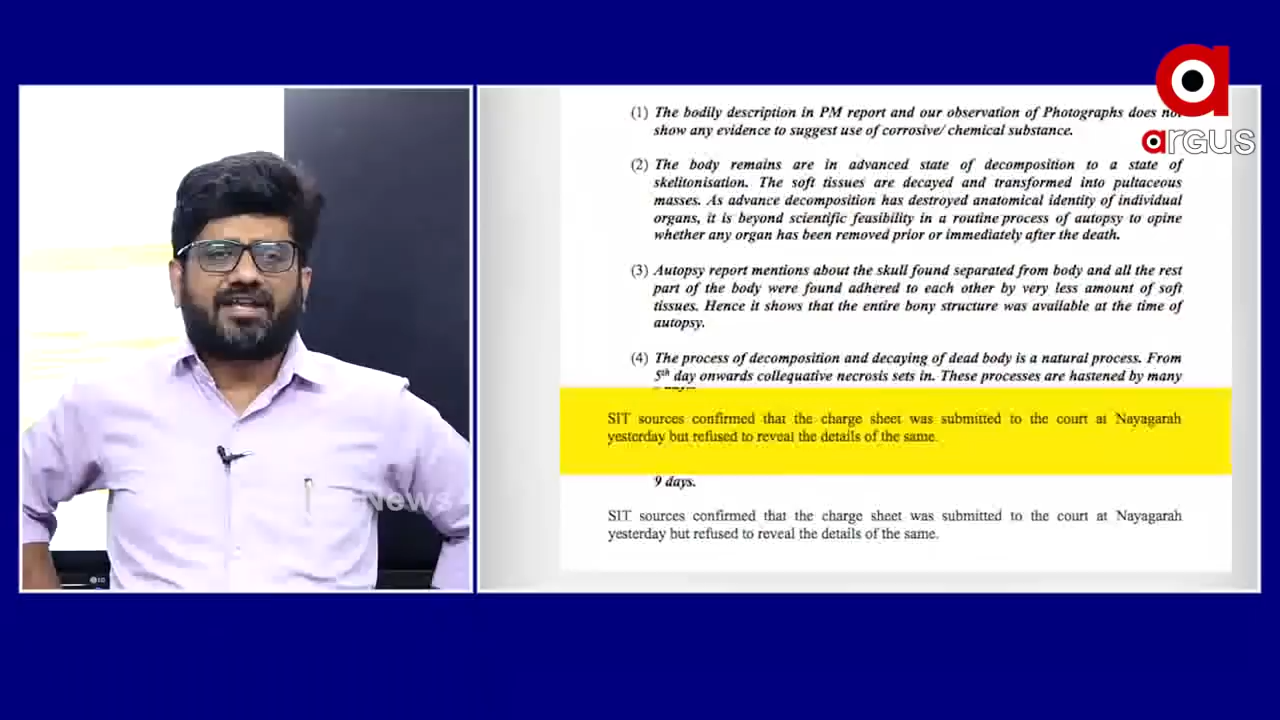 argus
(1) The bodily description in PM report and our observation of Photographs does not
show any evidence to suggest use of corrosive/ chemical substance.
(2) The body remains are in advanced state of decomposition to a state of
skelitonisation. The soft tissues are decayed and transformed into pultaceous
masses. As advance decomposition has destroyed anatomical identity of individual
organs, it is beyond scientific feasibility in a routine process of autopsy to opine
whether any organ has been removed prior or immediately after the death.
(3) Autopsy report mentions about the skull found separated from body and all the rest
part of the body were found adhered to each other by very less amount of soft
tissues. Hence it shows that the entire bony structure was available at the time of
autopsy.
(4) The process of decomposition and decaying of dead body is a natural process. From
5th day onwards collequative necrosis sets in. These processes are hastened by many
SIT sources confirmed that the charge sheet was submitted to the court at Nayagarah
yesterday but refused to reveal the details of the same.
9 days.
SIT sources confirmed that the charge sheet was submitted to the court at Nayagarah
yesterday but refused to reveal the details of the same.
News
LG